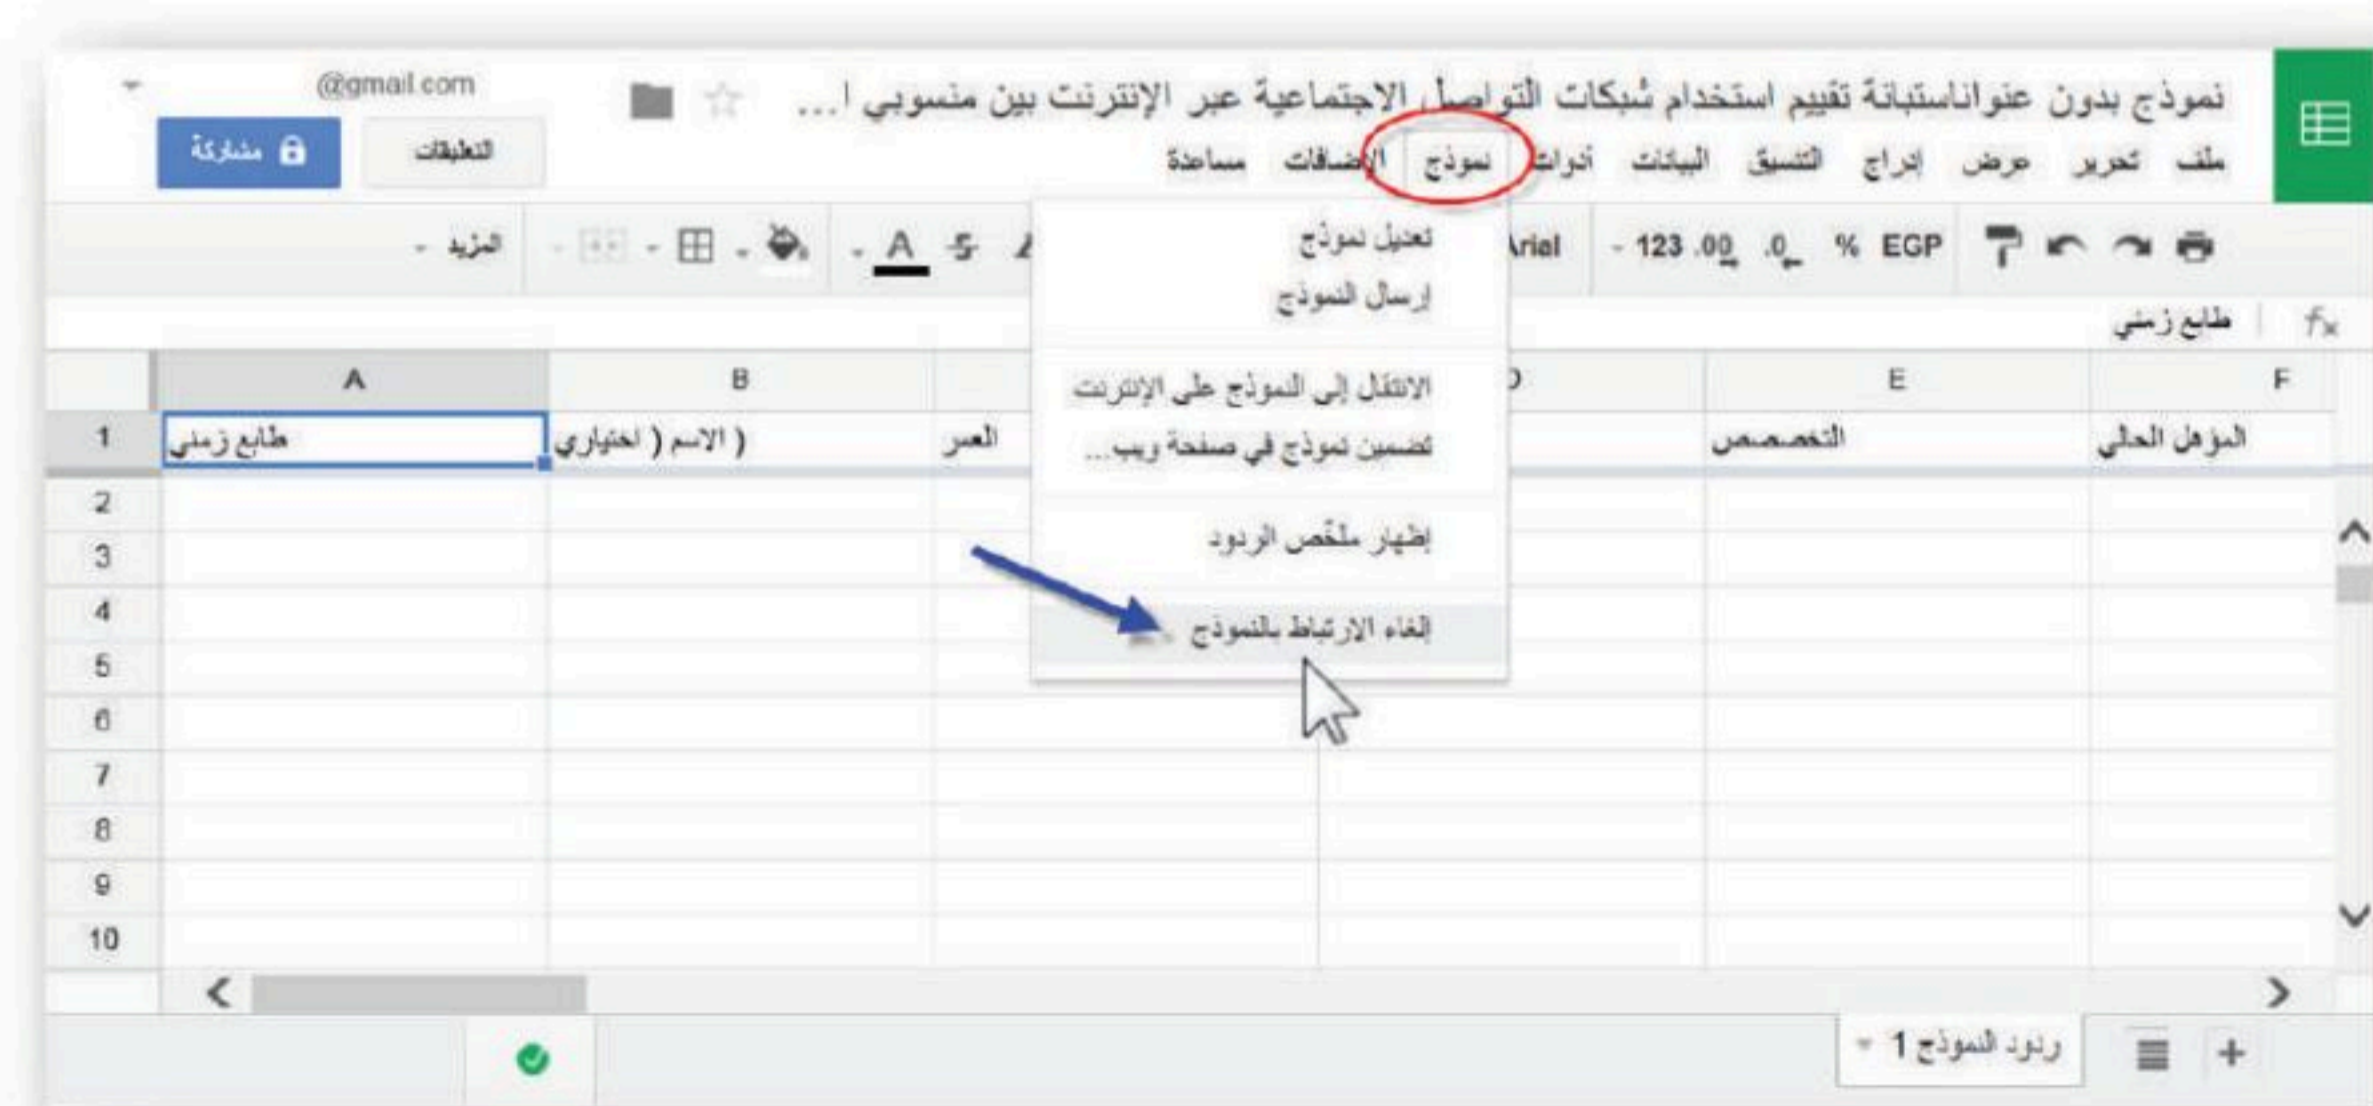 نموذج بدون عنواناستبانة تقييم استخدام شبكات التواصل الاجتماعية عبر الإنترنت بين منسوبي ا...
@gmail.com
ملف تحرير عرض إدراج التنسيق البيانات أدوات نموذج الإضافات مساعدة
التعليقات
مشاركة
EGP % .0 .00 123 - Arial
A S
المزيد
تعديل نموذج
إرسال النموذج
الانتقال إلى النموذج على الإنترنت
تضمين نموذج في صفحة ويب...
إظهار ملخّص الردود
إلغاء الارتباط بالنموذج
fx طابع زمني
A B D E F
1 طابع زمني ( الاسم ( اختياري العمر التخصصص المؤهل الحالي
2
3
4
5
6
7
8
9
10
ردود النموذج 1